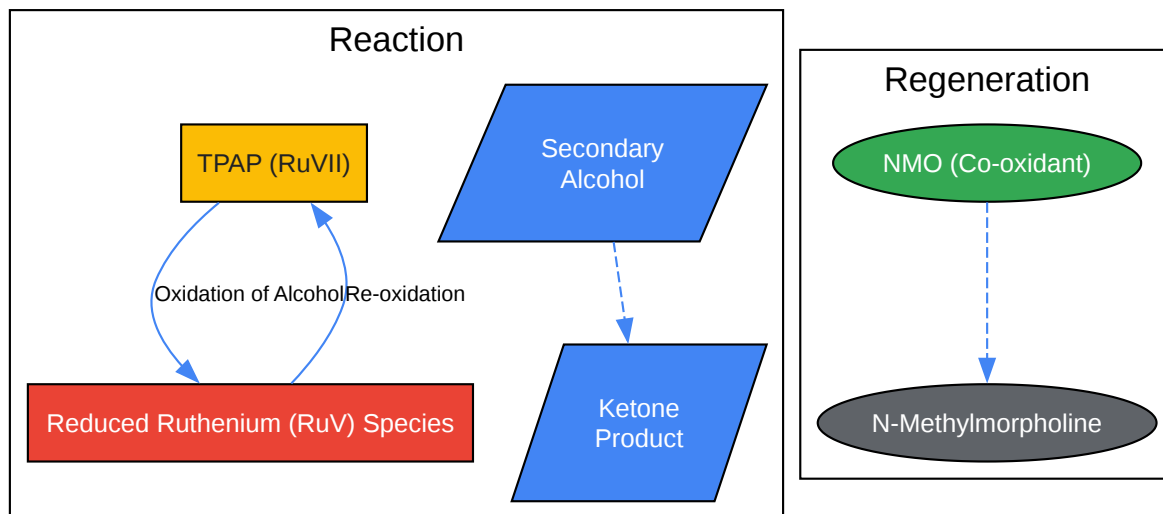 Reaction
TPAP (RuVII)
Secondary
Alcohol
Oxidation of Alcohol
Re-oxidation
Reduced Ruthenium (RuV) Species
Ketone
Product
Regeneration
NMO (Co-oxidant)
N-Methylmorpholine